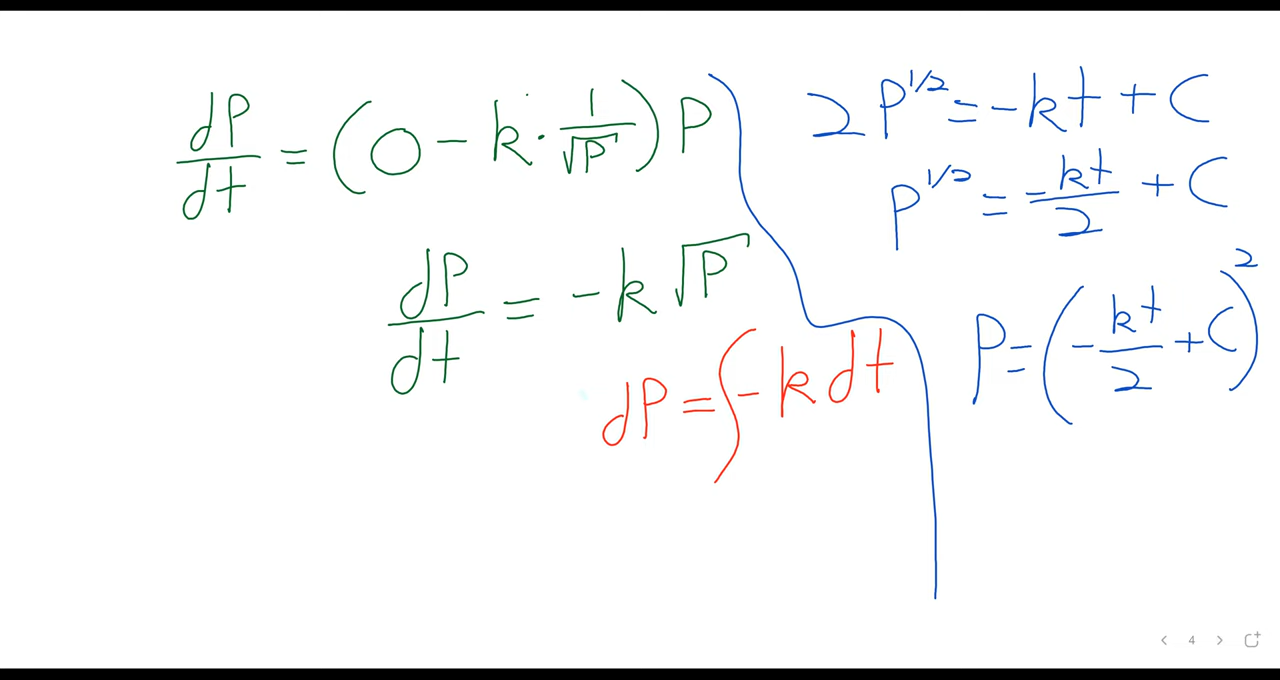 dP/dt = (0 - k · 1/√P) P
dP/dt = -k √P
dP = ∫ -k dt
2 P^1/2 = -kt + C
P^1/2 = -kt/2 + C
P = (-kt/2 + C)^2
< 4 >